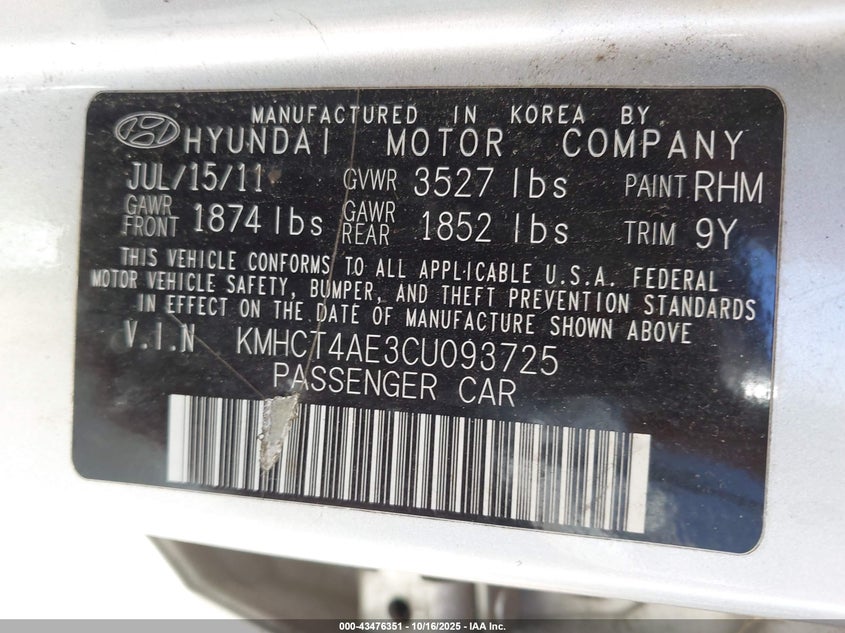 MANUFACTURED IN KOREA BY
HYUNDAI MOTOR COMPANY
JUL/15/11 GVWR 3527 lbs PAINT RHM
GAWR FRONT 1874 lbs GAWR REAR 1852 lbs TRIM 9Y
THIS VEHICLE CONFORMS TO ALL APPLICABLE U.S.A. FEDERAL
MOTOR VEHICLE SAFETY, BUMPER, AND THEFT PREVENTION STANDARDS
IN EFFECT ON THE DATE OF MANUFACTURE SHOWN ABOVE
V.I.N KMHCT4AE3CU093725
PASSENGER CAR
000-43476351 | 10/16/2025 | IAA Inc.